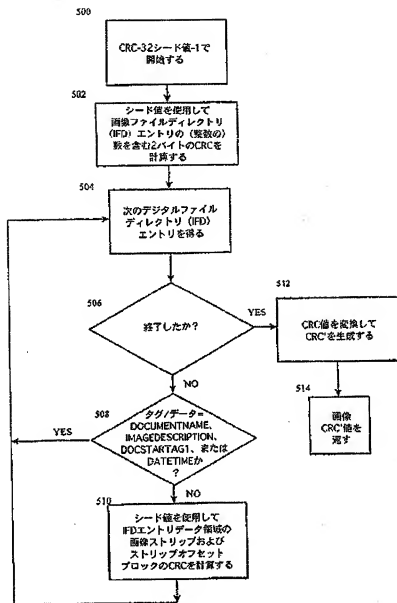 500
CRC-32シード値-1で
開始する
502
シード値を使用して
画像ファイルディレクトリ
(IFD) エントリの (整数の)
数を含む2バイトのCRCを
計算する
504
次のデジタルファイル
ディレクトリ (IFD)
エントリを得る
506
終了したか?
YES
512
CRC値を変換して
CRC'を生成する
514
画像
CRC'値を
返す
NO
508
タグ/データ=
DOCUMENTNAME、
IMAGEDESCRIPTION、
DOCSTARTAG1、または
DATETIMEか
?
YES
NO
510
シード値を使用して
IFDエントリデータ領域の
画像ストリップおよび
ストリップオフセット
ブロックのCRCを計算する